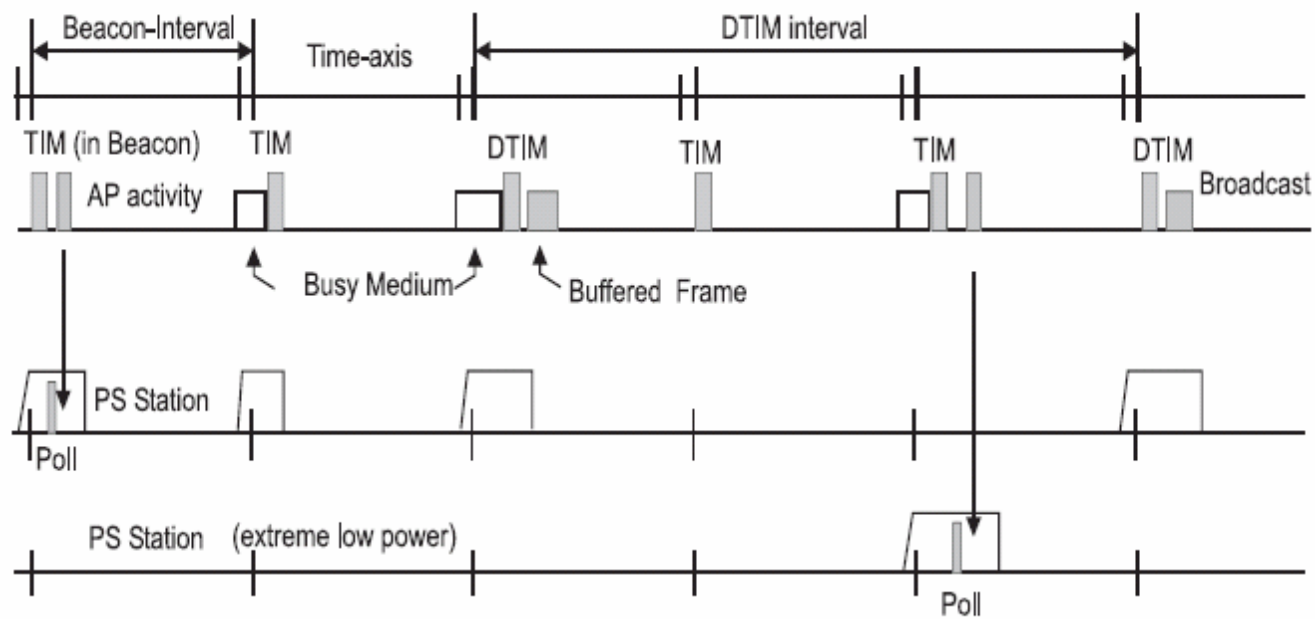 Beacon-Interval
DTIM interval
Time-axis
TIM (in Beacon)
TIM
DTIM
TIM
TIM
DTIM
AP activity
Broadcast
Busy Medium
Buffered Frame
PS Station
Poll
PS Station (extreme low power)
Poll